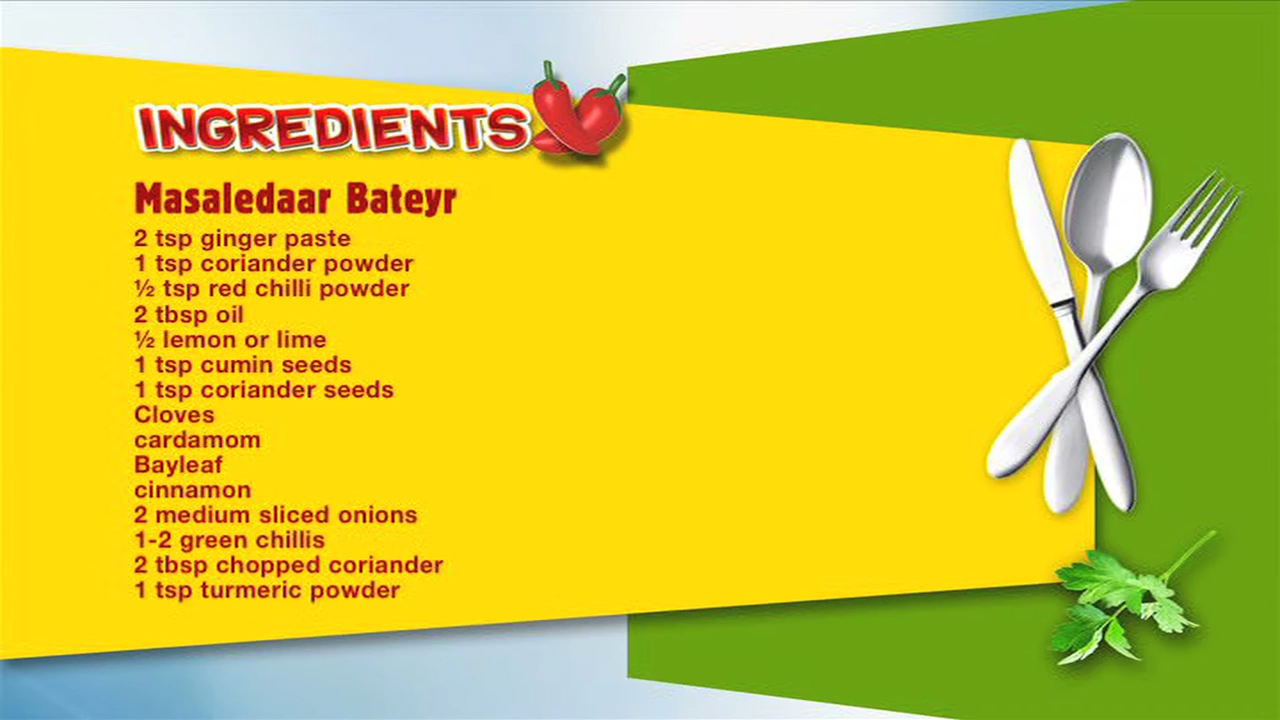 INGREDIENTS
Masaledaar Bateyr
2 tsp ginger paste
1 tsp coriander powder
½ tsp red chilli powder
2 tbsp oil
½ lemon or lime
1 tsp cumin seeds
1 tsp coriander seeds
Cloves
cardamom
Bayleaf
cinnamon
2 medium sliced onions
1-2 green chillis
2 tbsp chopped coriander
1 tsp turmeric powder